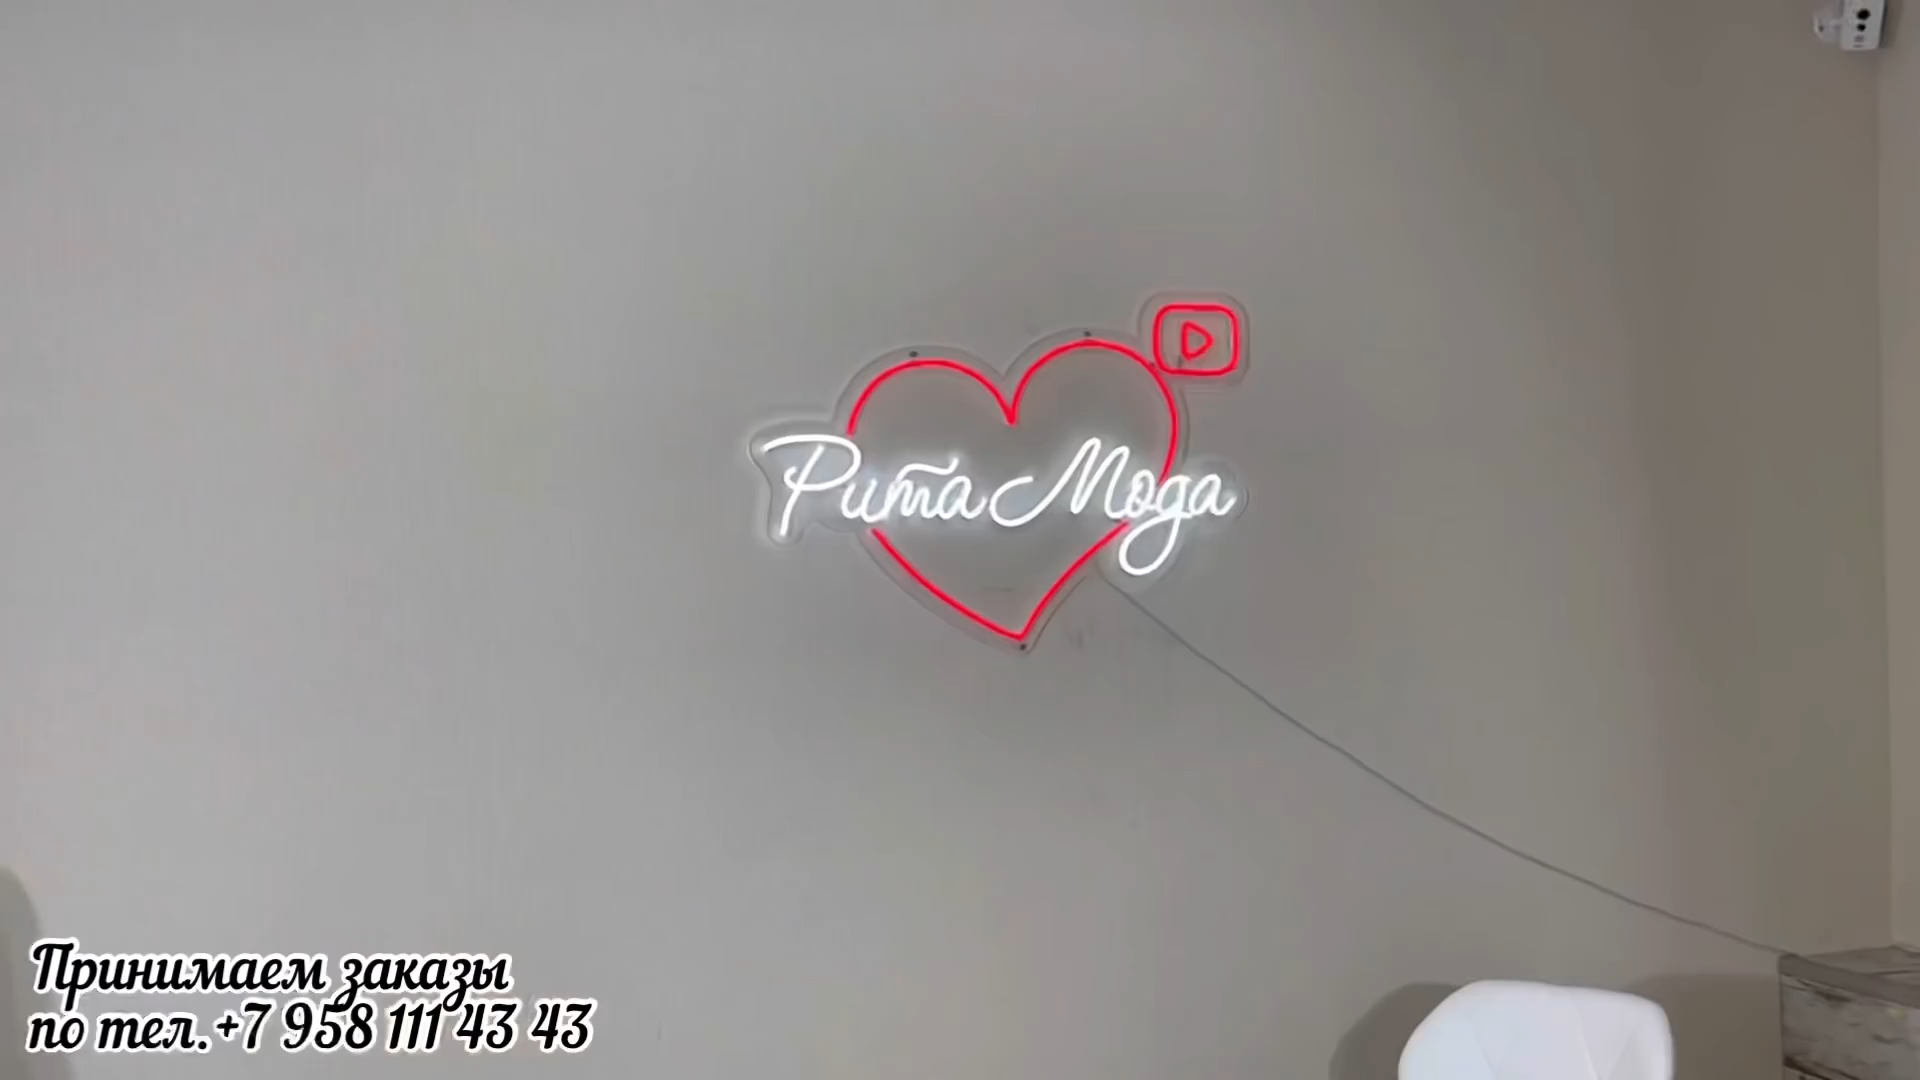 Рита Мода
Принимаем заказы
по тел.+7 958 111 43 43